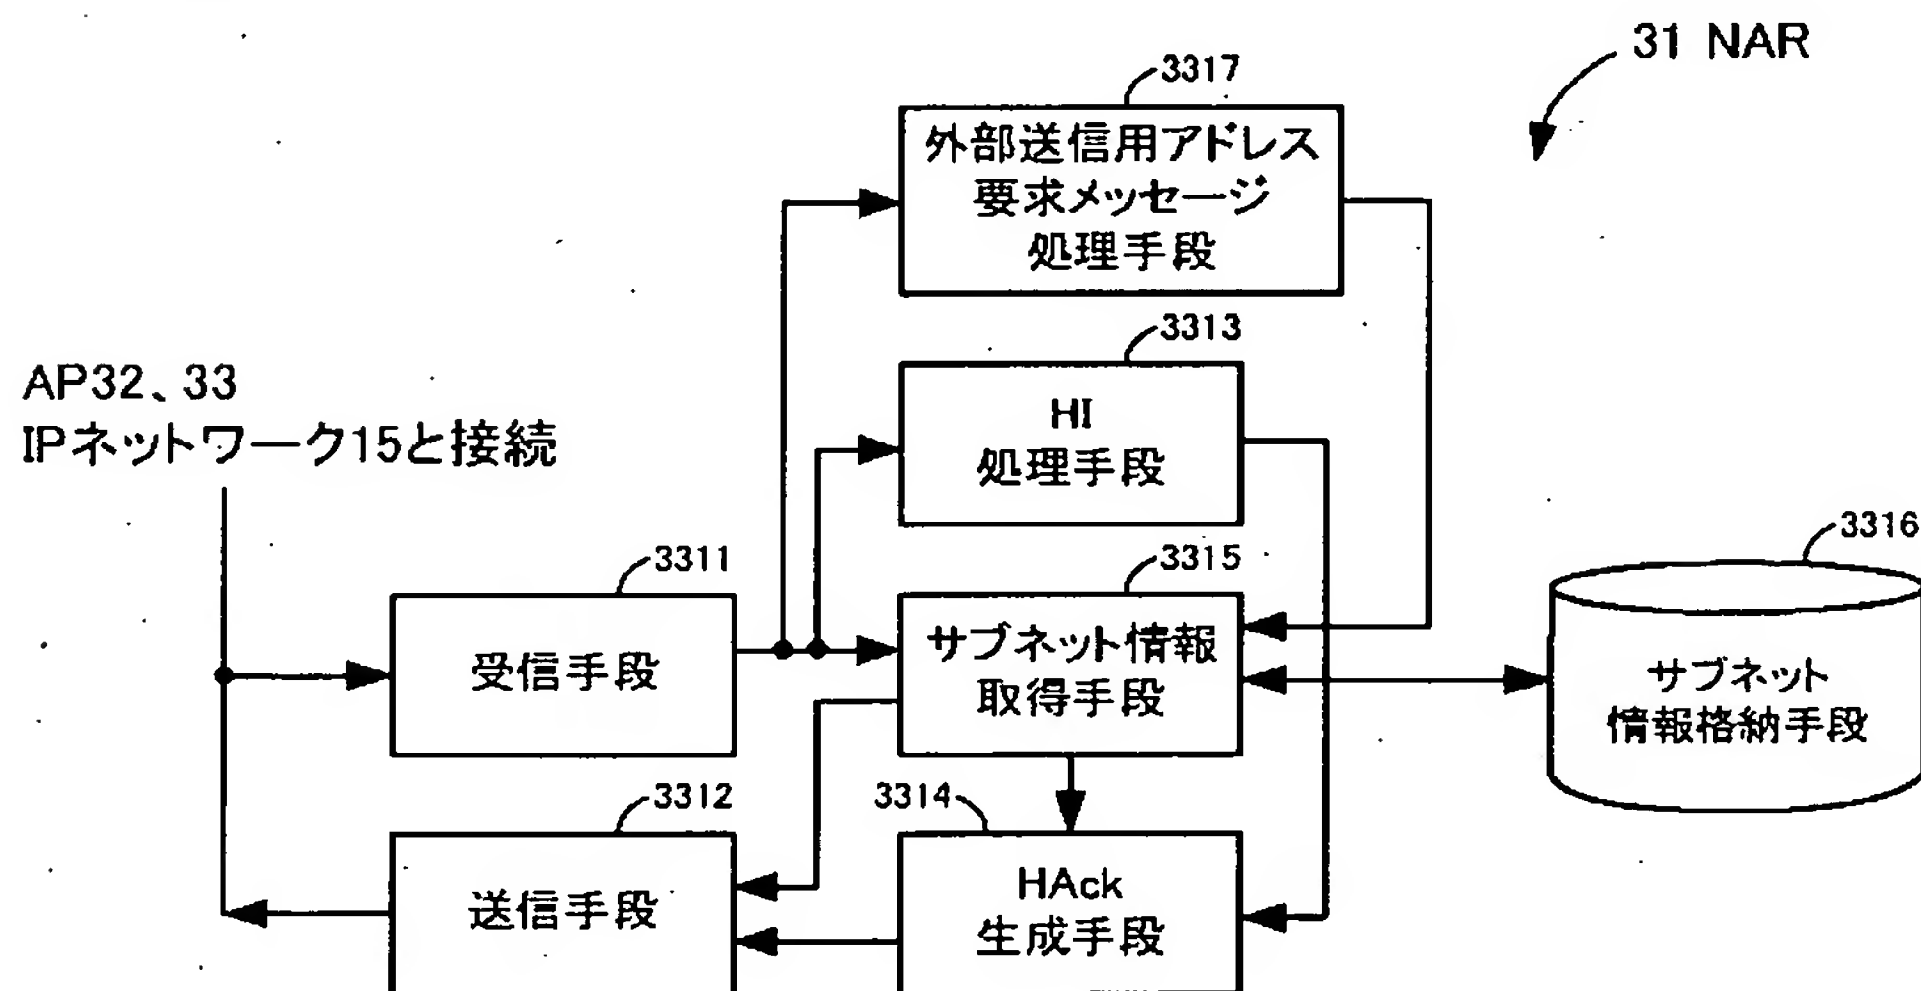 31 NAR
3317
外部送信用アドレス
要求メッセージ
処理手段
3313
HI
処理手段
AP32、33
IPネットワーク15と接続
3311
受信手段
3315
サブネット情報
取得手段
3316
サブネット
情報格納手段
3312
送信手段
3314
HAck
生成手段